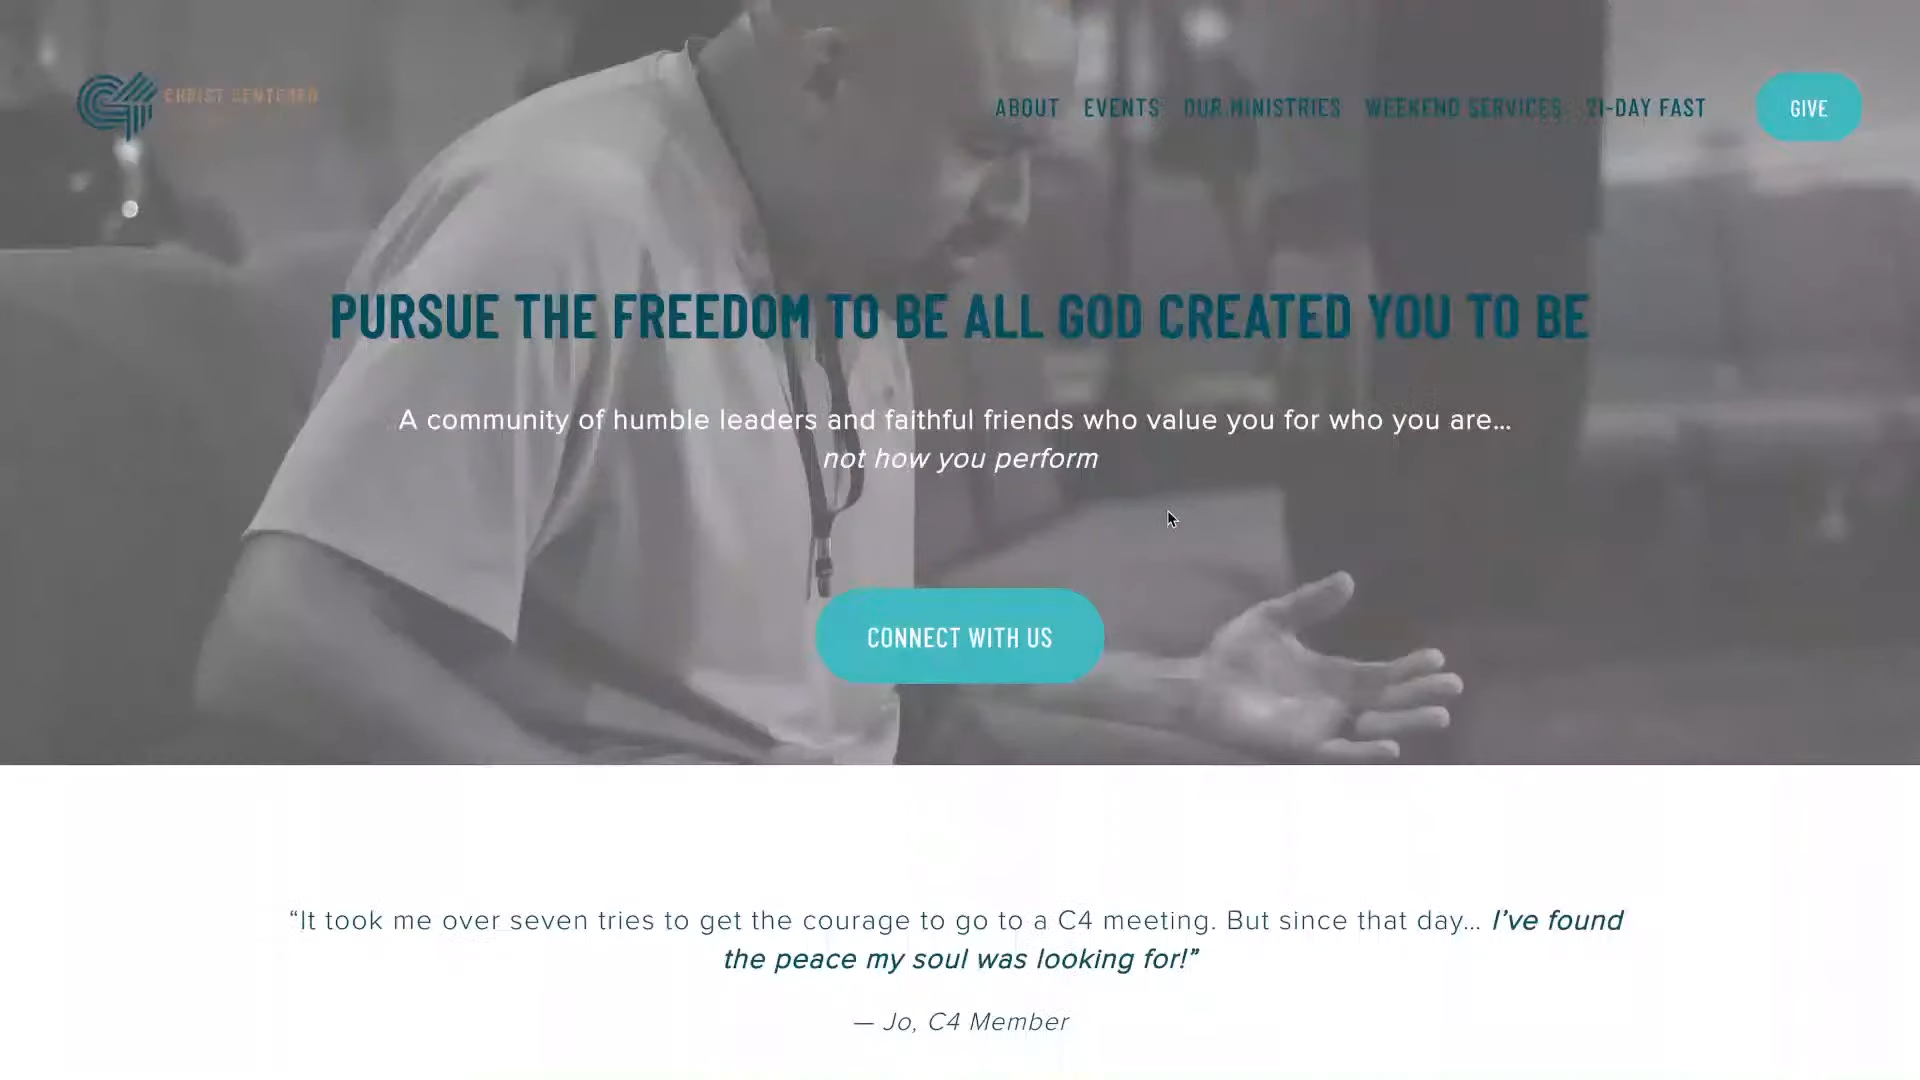 C4 CHRIST CENTERED
ABOUT EVENTS OUR MINISTRIES WEEKEND SERVICES 21-DAY FAST GIVE
PURSUE THE FREEDOM TO BE ALL GOD CREATED YOU TO BE
A community of humble leaders and faithful friends who value you for who you are...
not how you perform
CONNECT WITH US
“It took me over seven tries to get the courage to go to a C4 meeting. But since that day... I’ve found
the peace my soul was looking for!”
— Jo, C4 Member